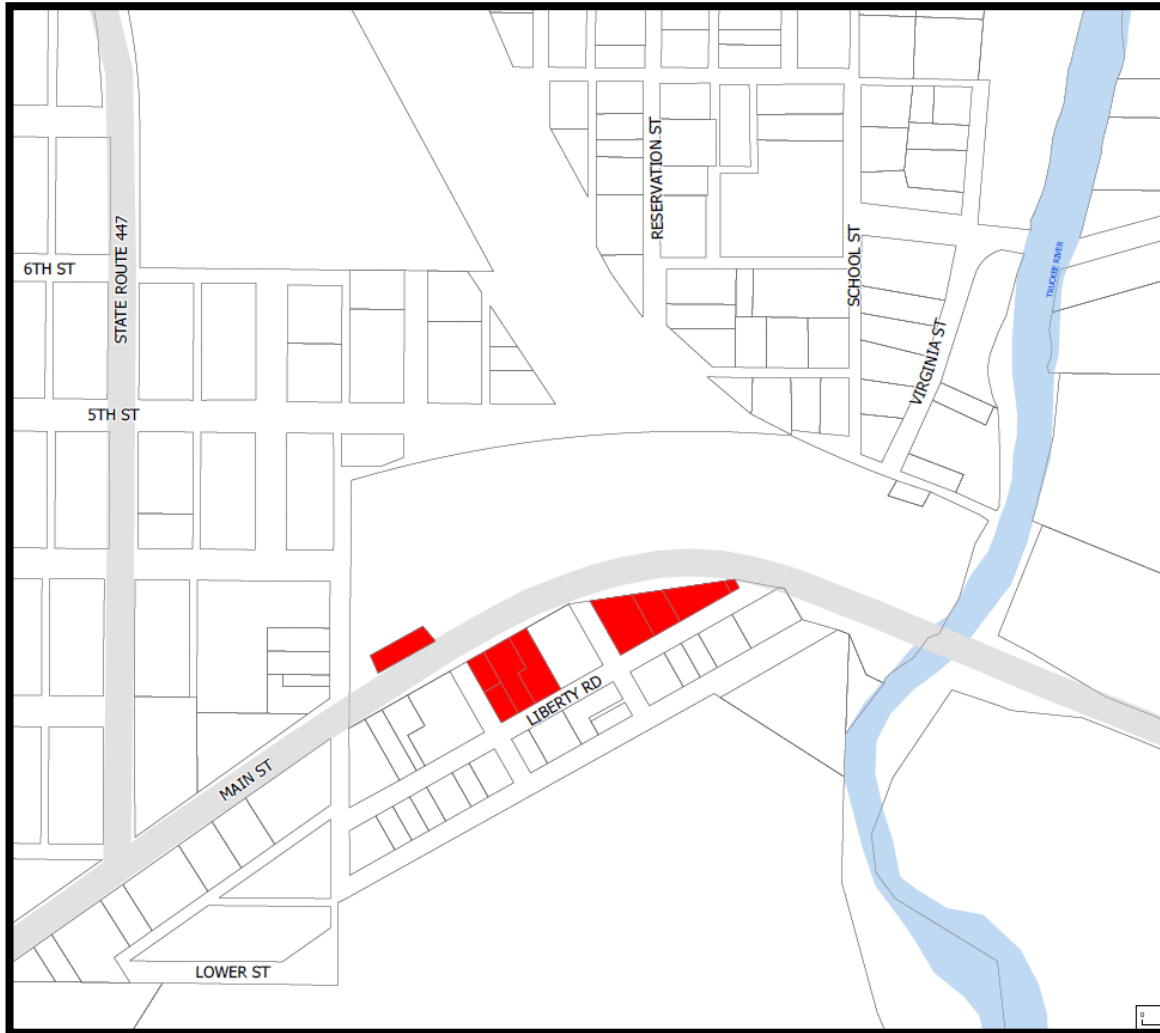 RESERVATION ST
STATE ROUTE 447
SCHOOL ST
6TH ST
TRUCKEE RIVER
VIRGINIA ST
5TH ST
LIBERTY RD
MAIN ST
LOWER ST
0